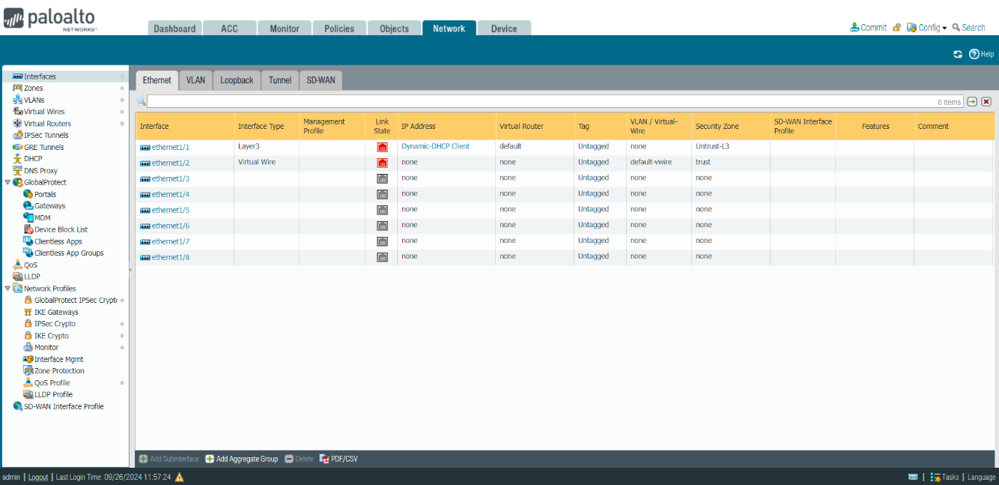 paloalto
NETWORKS®
Dashboard ACC Monitor Policies Objects Network Device
Commit Config Search
Help
Interfaces
Zones
VLANs
Virtual Wires
Virtual Routers
IPSec Tunnels
GRE Tunnels
DHCP
DNS Proxy
GlobalProtect
Portals
Gateways
MDM
Device Block List
Clientless Apps
Clientless App Groups
QoS
LLDP
Network Profiles
GlobalProtect IPSec Crypto
IKE Gateways
IPSec Crypto
IKE Crypto
Monitor
Interface Mgmt
Zone Protection
QoS Profile
LLDP Profile
SD-WAN Interface Profile
Ethernet VLAN Loopback Tunnel SD-WAN
8 items
Interface Interface Type Management Profile Link State IP Address Virtual Router Tag VLAN / Virtual-Wire Security Zone SD-WAN Interface Profile Features Comment
ethernet1/1 Layer3 Dynamic-DHCP Client default Untagged none Untrust-L3
ethernet1/2 Virtual Wire none none Untagged default-vwire trust
ethernet1/3 none none Untagged none none
ethernet1/4 none none Untagged none none
ethernet1/5 none none Untagged none none
ethernet1/6 none none Untagged none none
ethernet1/7 none none Untagged none none
ethernet1/8 none none Untagged none none
Add Subinterface Add Aggregate Group Delete PDF/CSV
admin | Logout | Last Login Time: 09/26/2024 11:57:24 | Tasks | Language